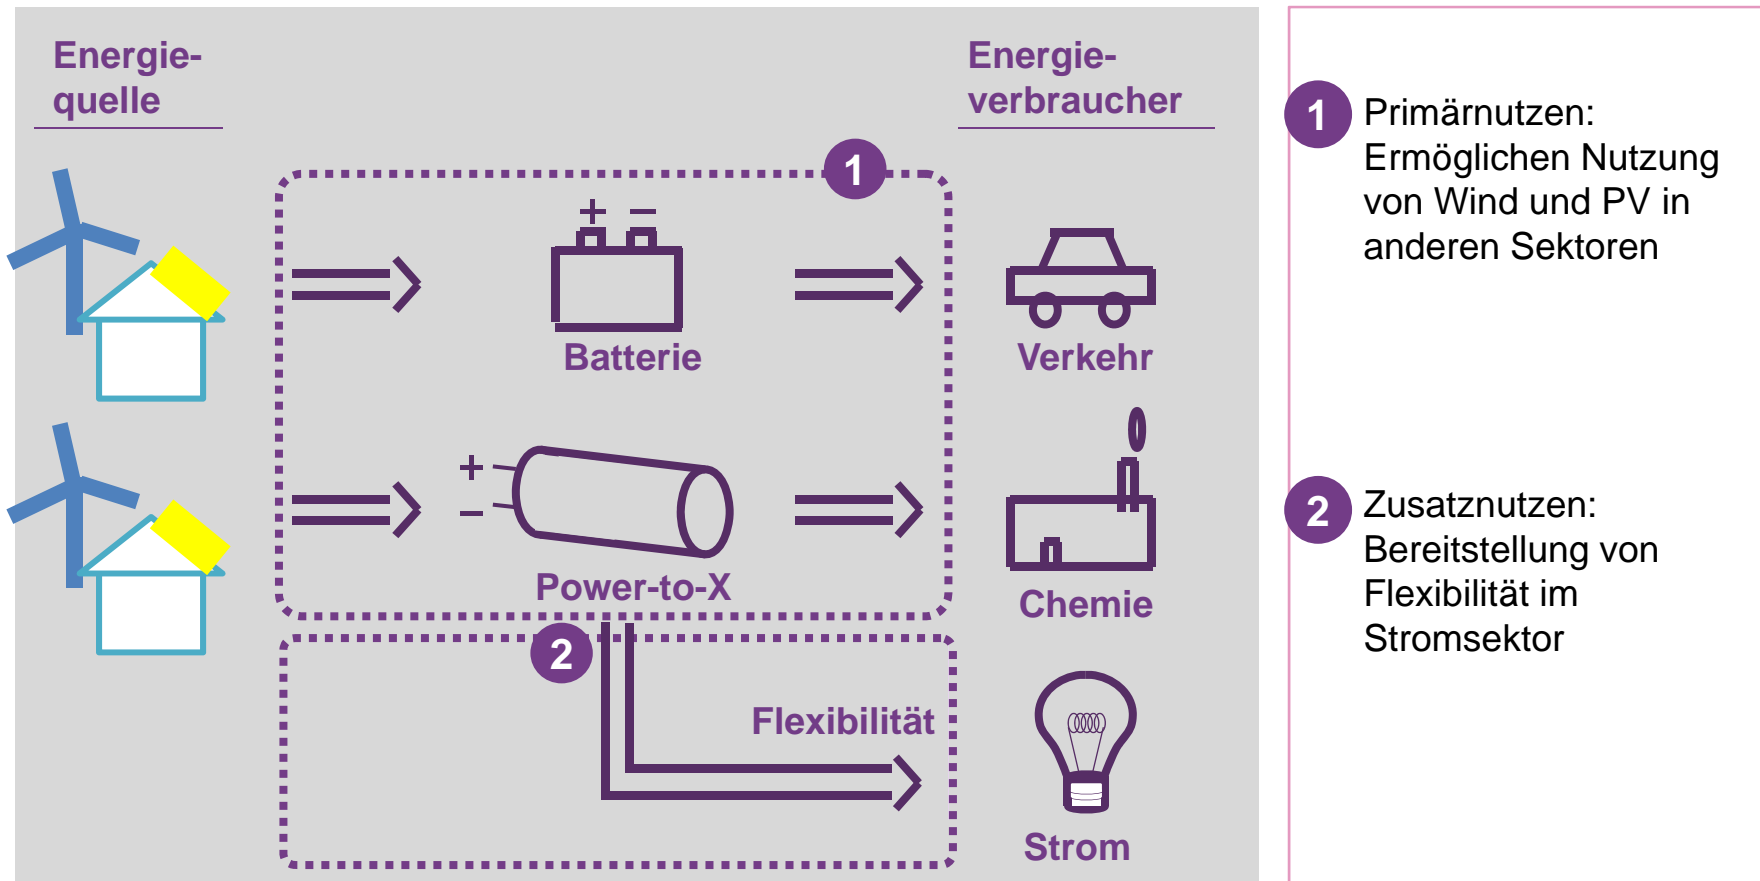 Energie-
quelle
Energie-
verbraucher
1
+ –
Batterie
Verkehr
+
–
Power-to-X
Chemie
2
Flexibilität
Strom
1
Primärnutzen:
Ermöglichen Nutzung
von Wind und PV in
anderen Sektoren
2
Zusatznutzen:
Bereitstellung von
Flexibilität im
Stromsektor